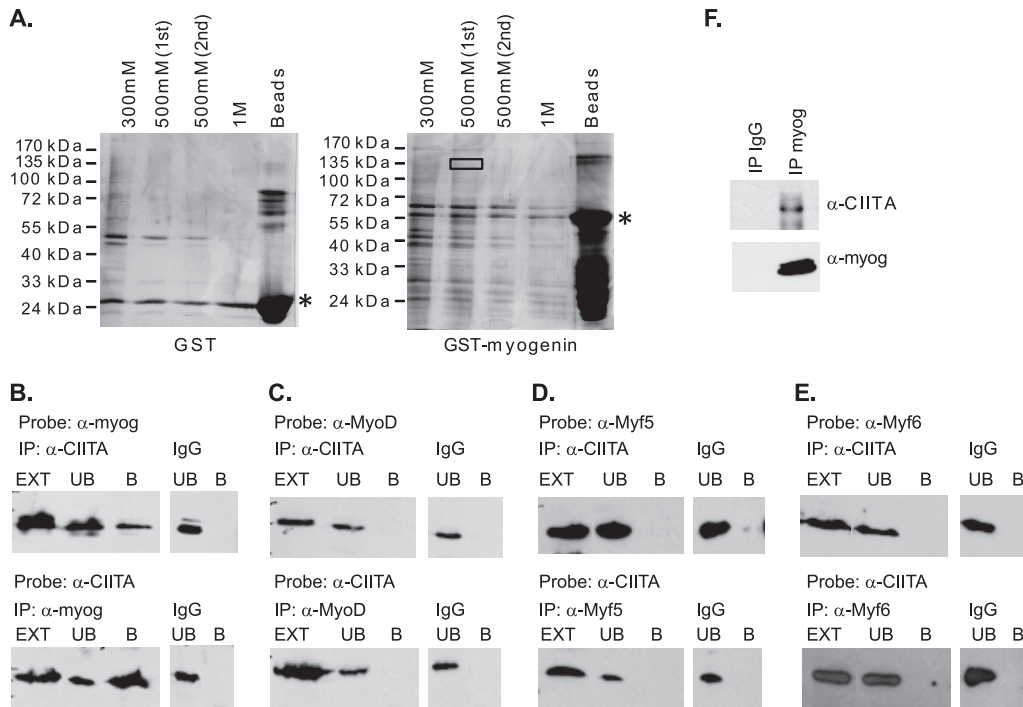 A.
300mM
500mM(1st)
500mM(2nd)
1M
Beads
170 kDa
135 kDa
100 kDa
72 kDa
55 kDa
40 kDa
33 kDa
24 kDa
*
GST
300mM
500mM(1st)
500mM(2nd)
1M
Beads
170 kDa
135 kDa
100 kDa
72 kDa
55 kDa
40 kDa
33 kDa
24 kDa
*
GST-myogenin
F.
IP IgG
IP myog
α-CIITA
α-myog
B.
Probe: α-myog
IP: α-CIITA IgG
EXT UB B UB B
Probe: α-CIITA
IP: α-myog IgG
EXT UB B UB B
C.
Probe: α-MyoD
IP: α-CIITA IgG
EXT UB B UB B
Probe: α-CIITA
IP: α-MyoD IgG
EXT UB B UB B
D.
Probe: α-Myf5
IP: α-CIITA IgG
EXT UB B UB B
Probe: α-CIITA
IP: α-Myf5 IgG
EXT UB B UB B
E.
Probe: α-Myf6
IP: α-CIITA IgG
EXT UB B UB B
Probe: α-CIITA
IP: α-Myf6 IgG
EXT UB B UB B